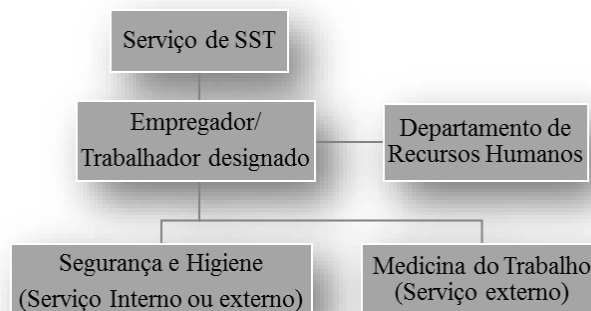 Serviço de SST
Empregador/
Trabalhador designado
Departamento de
Recursos Humanos
Segurança e Higiene
(Serviço Interno ou externo)
Medicina do Trabalho
(Serviço externo)